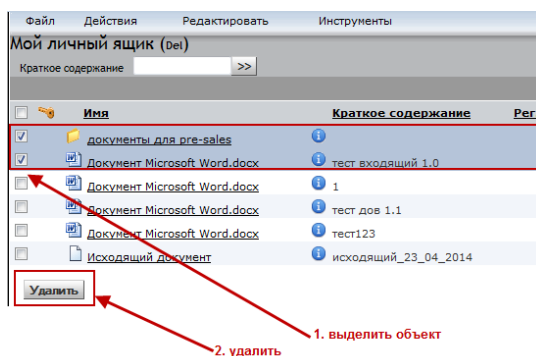 Файл Действия Редактировать Инструменты
Мой личный ящик (Del)
Краткое содержание >>
Имя Краткое содержание Рег
документы для pre-sales
Документ Microsoft Word.docx тест входящий 1.0
Документ Microsoft Word.docx 1
Документ Microsoft Word.docx тест дов 1.1
Документ Microsoft Word.docx тест123
Исходящий документ исходящий_23_04_2014
Удалить
1. выделить объект
2. удалить